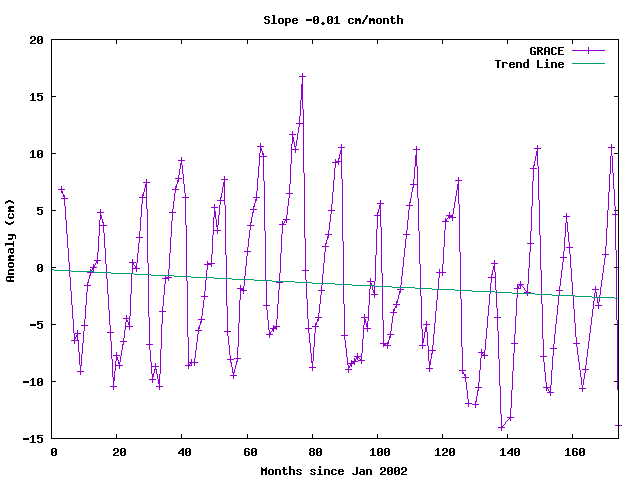 Slope -0.01 cm/month
20
15
10
5
0
-5
-10
-15
Anomaly (cm)
GRACE
Trend Line
0 20 40 60 80 100 120 140 160
Months since Jan 2002